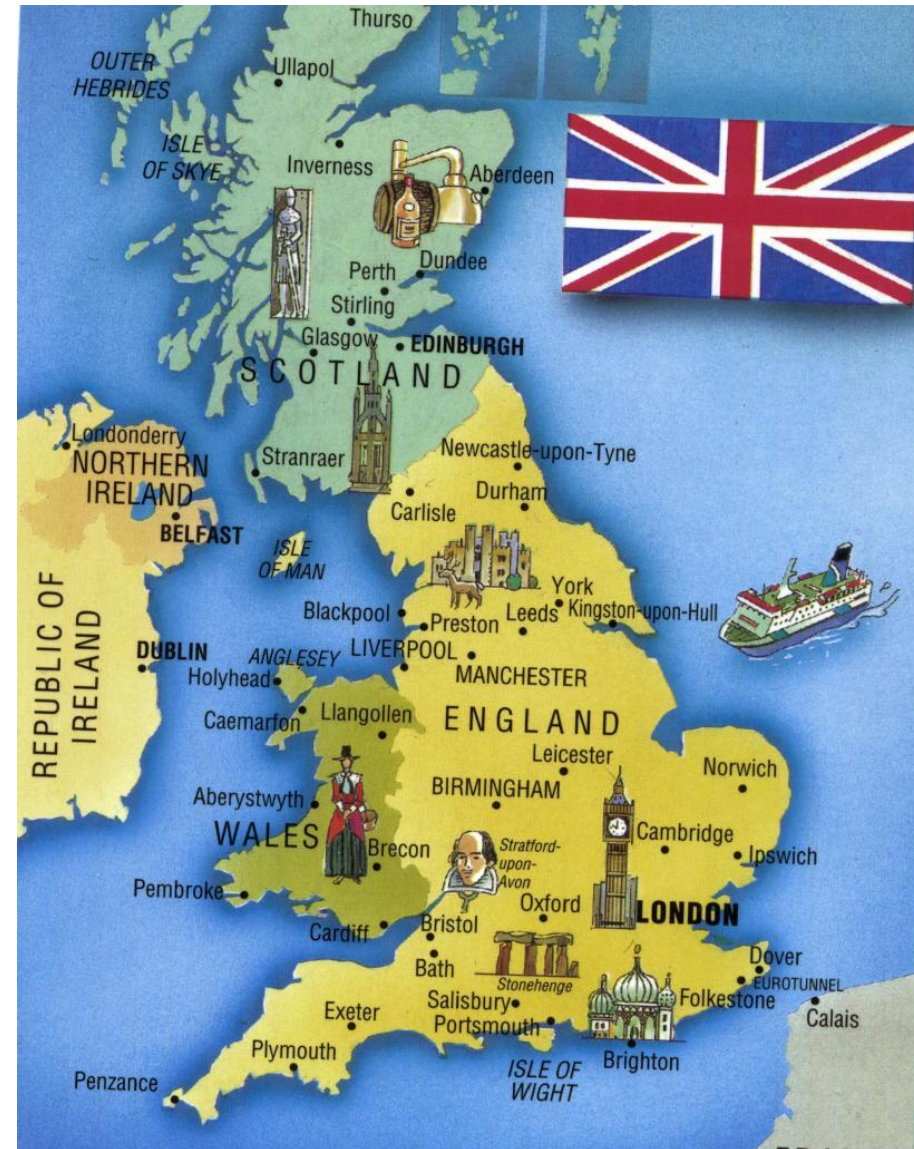 Thurso
OUTER
HEBRIDES
Ullapol
ISLE
OF SKYE
Inverness
Aberdeen
Dundee
Perth
Stirling
Glasgow
EDINBURGH
SCOTLAND
Londonderry
NORTHERN
IRELAND
BELFAST
Stranraer
Newcastle-upon-Tyne
Durham
Carlisle
ISLE
OF MAN
York
Blackpool
Preston
Leeds
Kingston-upon-Hull
REPUBLIC OF
IRELAND
DUBLIN
ANGLESEY
LIVERPOOL
Holyhead
MANCHESTER
Caemarfon
Llangollen
ENGLAND
Leicester
Norwich
BIRMINGHAM
Aberystwyth
WALES
Cambridge
Brecon
Stratford-
upon-
Avon
Ipswich
Pembroke
Oxford
LONDON
Cardiff
Bristol
Bath
Stonehenge
Dover
EUROTUNNEL
Folkestone
Calais
Salisbury
Exeter
Portsmouth
Plymouth
ISLE OF
WIGHT
Brighton
Penzance